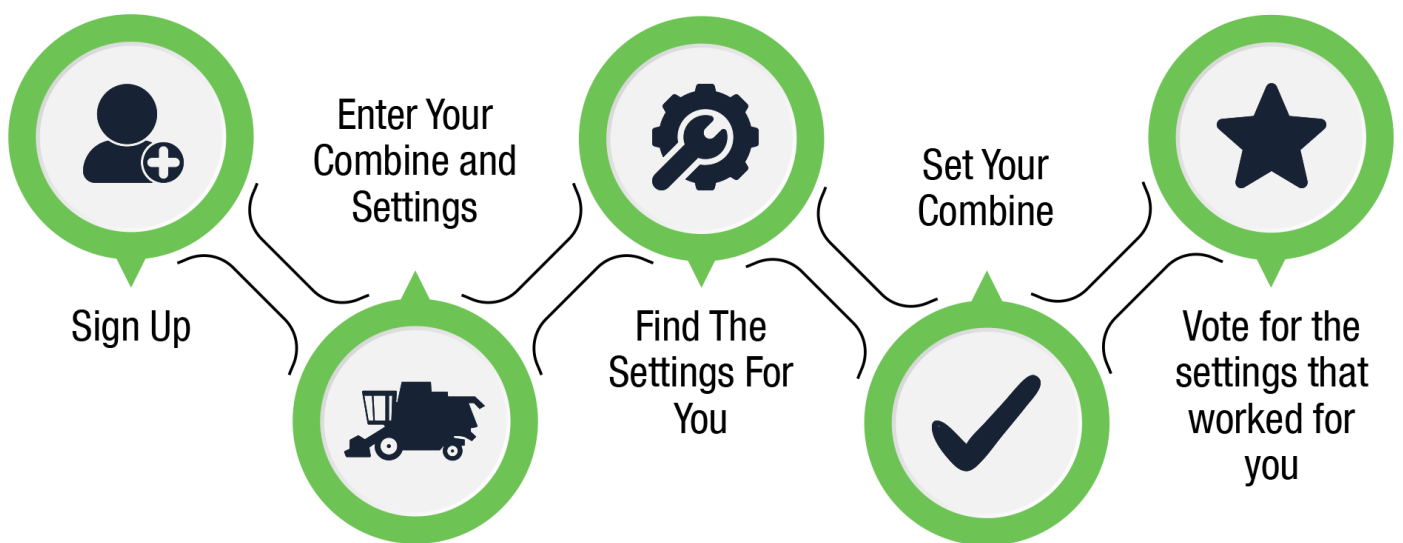 Sign Up
Enter Your
Combine and
Settings
Find The
Settings For
You
Set Your
Combine
Vote for the
settings that
worked for
you